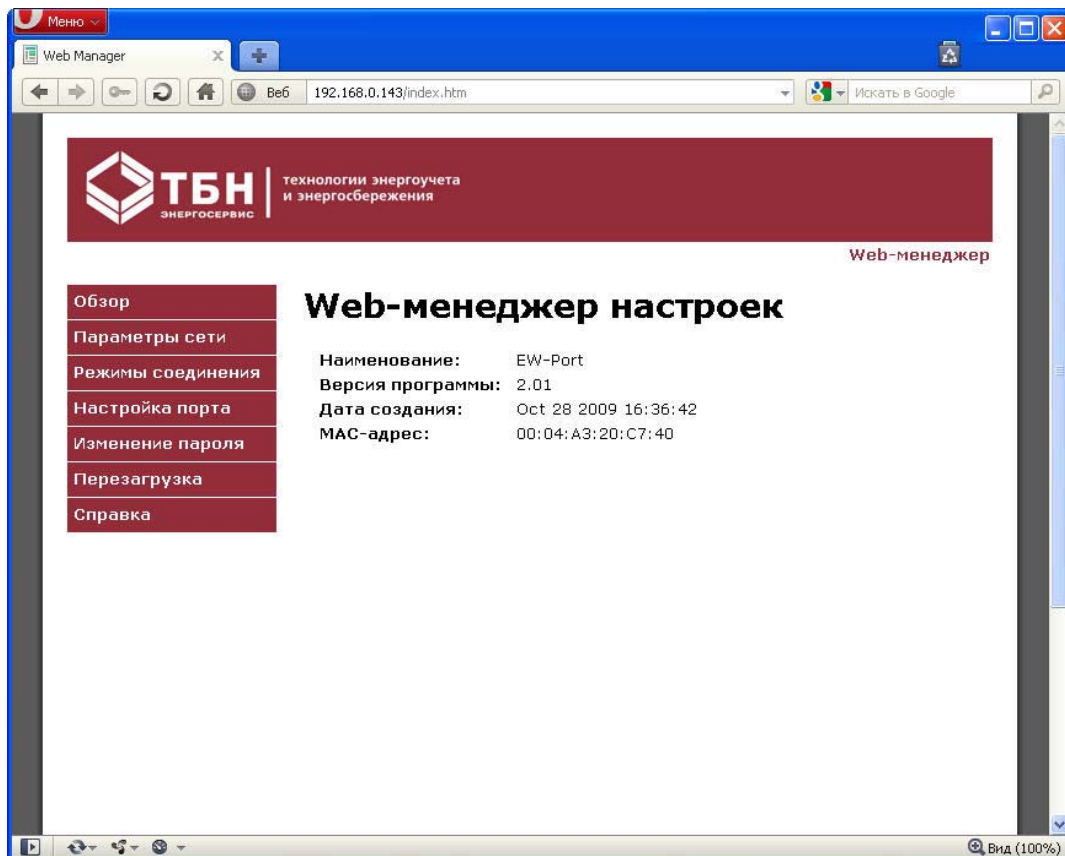 Меню
Web Manager
Веб 192.168.0.143/index.htm Искать в Google
ТБН
ЭНЕРГОСЕРВИС
технологии энергоучета
и энергосбережения
Web-менеджер
Обзор
Параметры сети
Режимы соединения
Настройка порта
Изменение пароля
Перезагрузка
Справка
Web-менеджер настроек
Наименование: EW-Port
Версия программы: 2.01
Дата создания: Oct 28 2009 16:36:42
MAC-адрес: 00:04:A3:20:C7:40
Вид (100%)